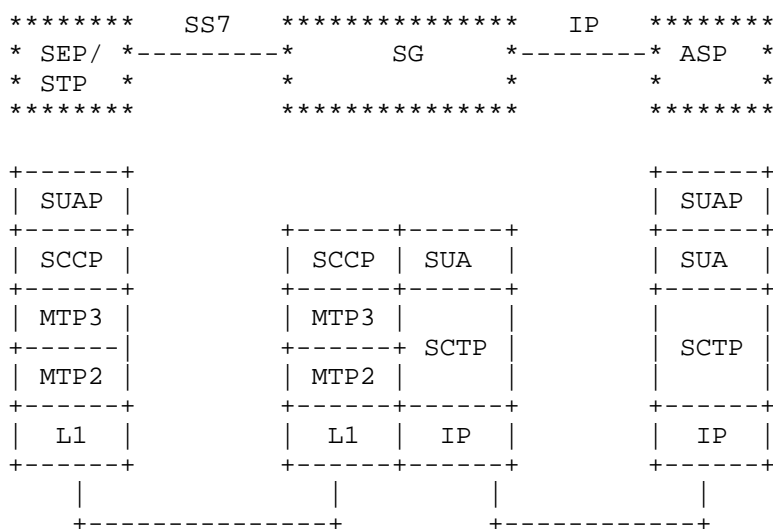 ********    SS7    ***************    IP    ********
* SEP/ *---------*      SG      *--------* ASP  *
* STP  *         *              *        *      *
********         ***************         ********
+------+                                 +------+
| SUAP |                                 | SUAP |
+------+         +------+------+         +------+
| SCCP |         | SCCP | SUA  |         | SUA  |
+------+         +------+------+         +------+
| MTP3 |         | MTP3 |      |         |      |
+------|         +------+ SCTP |         | SCTP |
| MTP2 |         | MTP2 |      |         |      |
+------+         +------+------+         +------+
|  L1  |         |  L1  |  IP  |         |  IP  |
+------+         +------+------+         +------+
    |               |         |            |
    +---------------+         +------------+